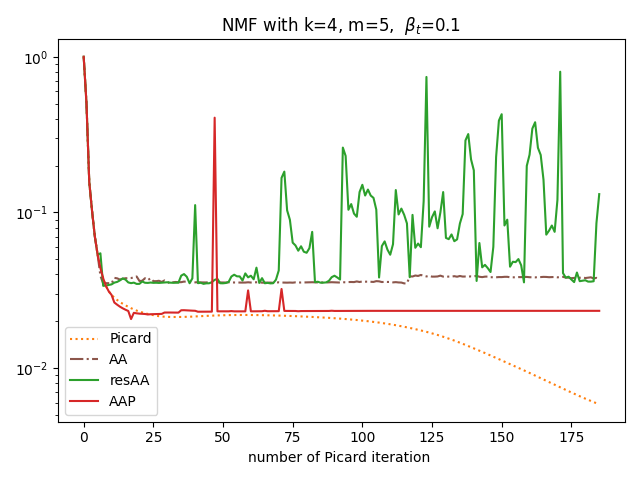 NMF with k=4, m=5, β_t=0.1
10^0
10^{-1}
10^{-2}
Picard
AA
resAA
AAP
0 25 50 75 100 125 150 175
number of Picard iteration